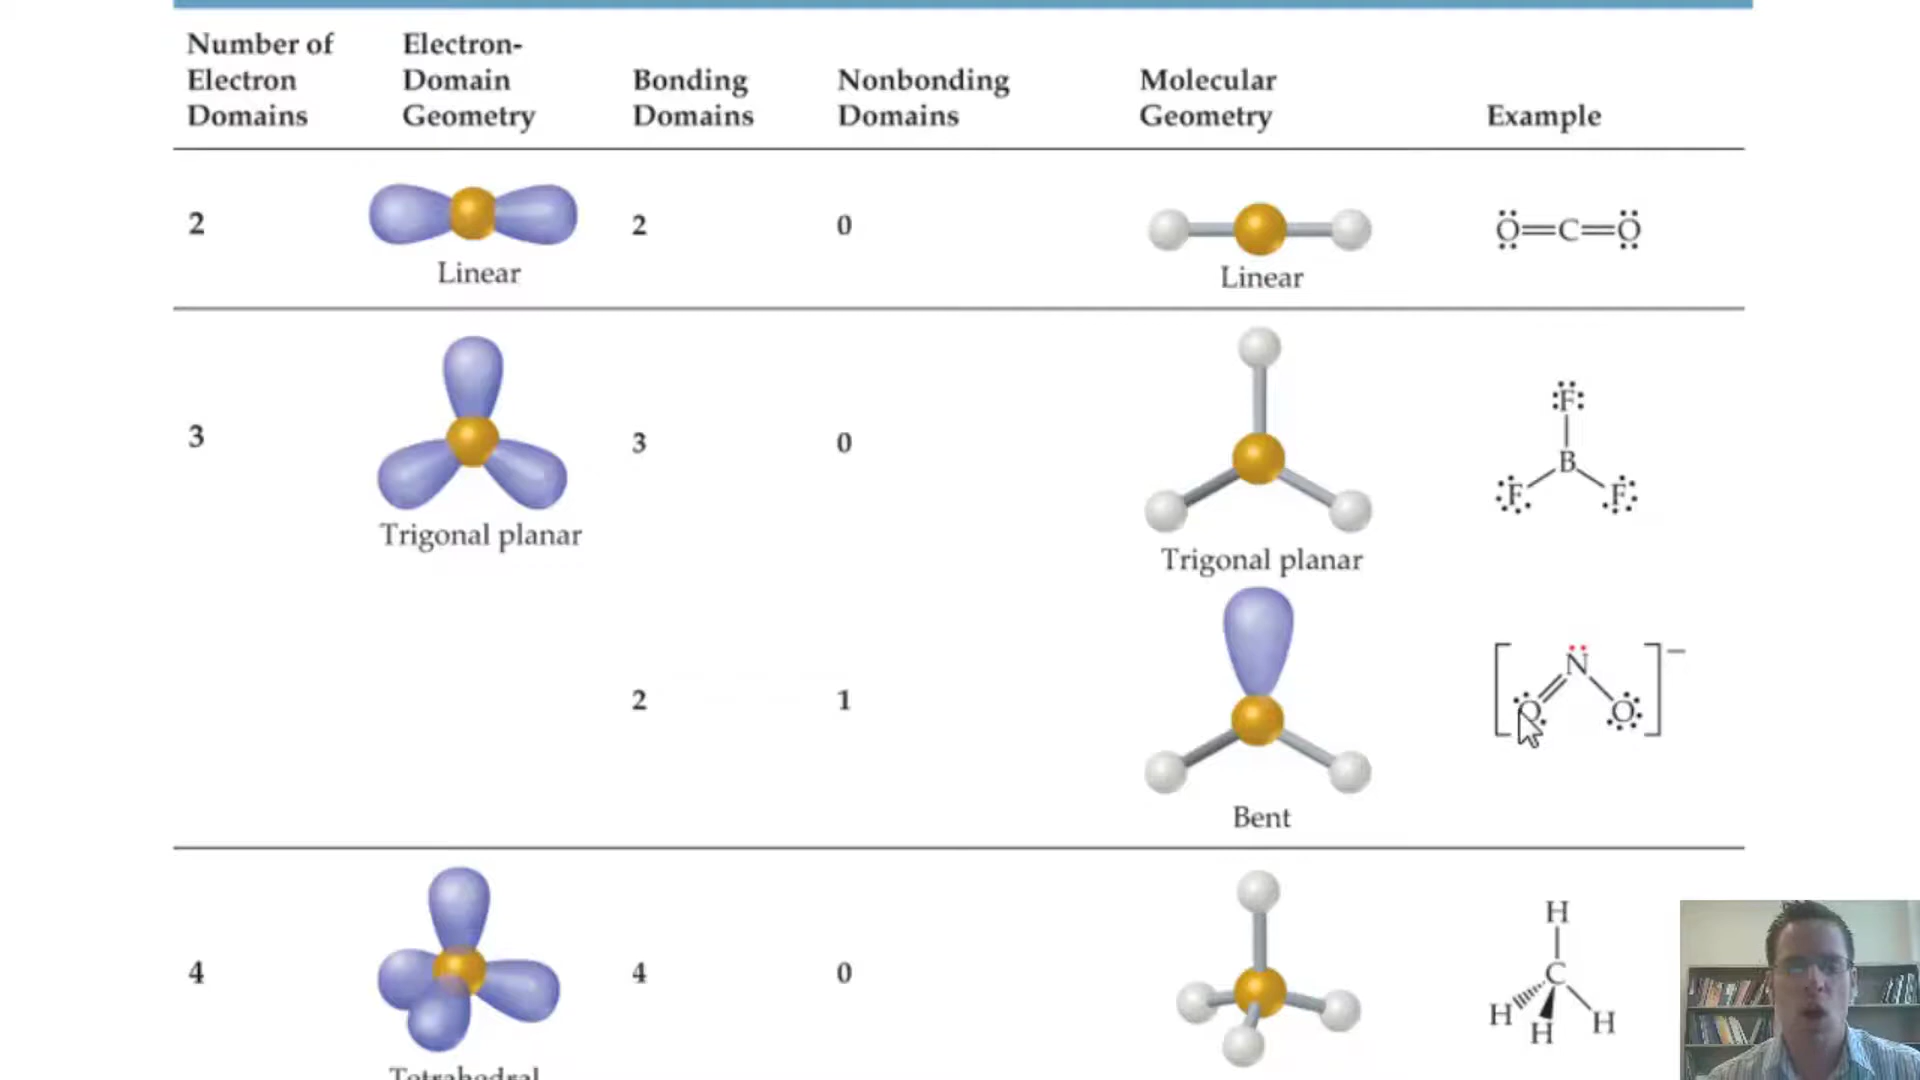 Number of Electron Domains
Electron-Domain Geometry
Bonding Domains
Nonbonding Domains
Molecular Geometry
Example
2
Linear
2
0
Linear
O=C=O
3
Trigonal planar
3
0
Trigonal planar
F
B
F F
2
1
Bent
[O=N-O]−
4
Tetrahedral
4
0
H
C
H H H